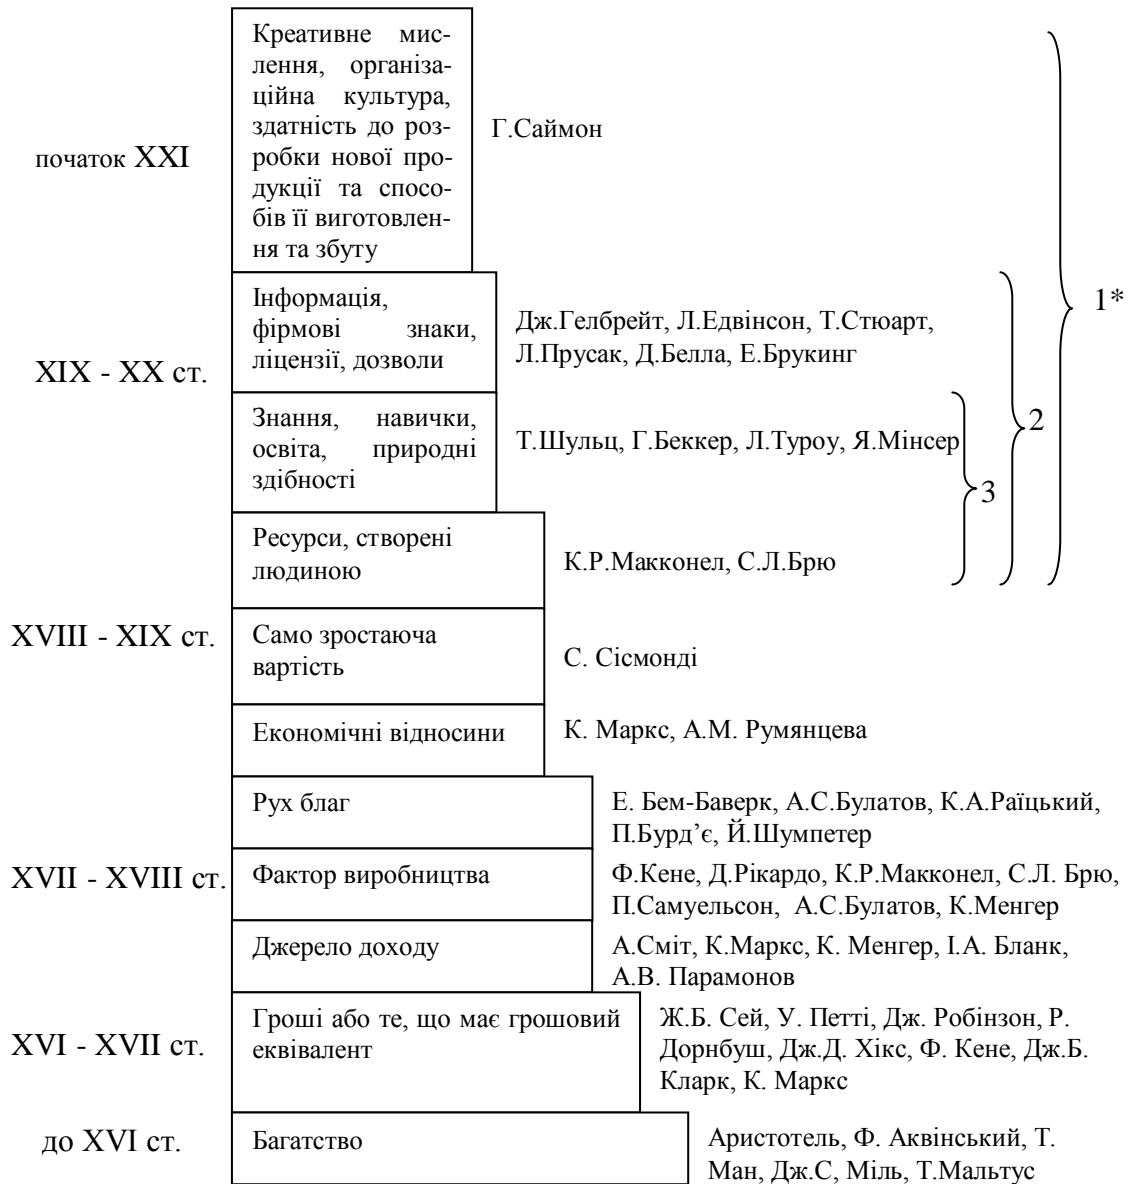 Креативне мис-
лення, організа-
ційна культура,
здатність до роз-
робки нової про-
дукції та спосо-
бів її виготовлен-
ня та збуту
Г.Саймон
початок XXI
Інформація,
фірмові знаки,
ліцензії, дозволи
Дж.Гелбрейт, Л.Едвінсон, Т.Стюарт,
Л.Прусак, Д.Белла, Е.Брукинг
1*
XIX - XX ст.
Знання, навички,
освіта, природні
здібності
Т.Шульц, Г.Беккер, Л.Туроу, Я.Мінсер
2
3
Ресурси, створені
людиною
К.Р.Макконел, С.Л.Брю
XVIII - XIX ст.
Само зростаюча
вартість
С. Сісмонді
Економічні відносини
К. Маркс, А.М. Румянцева
Рух благ
Е. Бем-Баверк, А.С.Булатов, К.А.Раїцький,
П.Бурд’є, Й.Шумпетер
XVII - XVIII ст.
Фактор виробництва
Ф.Кене, Д.Рікардо, К.Р.Макконел, С.Л. Брю,
П.Самуельсон, А.С.Булатов, К.Менгер
Джерело доходу
А.Сміт, К.Маркс, К. Менгер, І.А. Бланк,
А.В. Парамонов
XVI - XVII ст.
Гроші або те, що має грошовий
еквівалент
Ж.Б. Сей, У. Петті, Дж. Робінзон, Р.
Дорнбуш, Дж.Д. Хікс, Ф. Кене, Дж.Б.
Кларк, К. Маркс
до XVI ст.
Багатство
Аристотель, Ф. Аквінський, Т.
Ман, Дж.С, Міль, Т.Мальтус